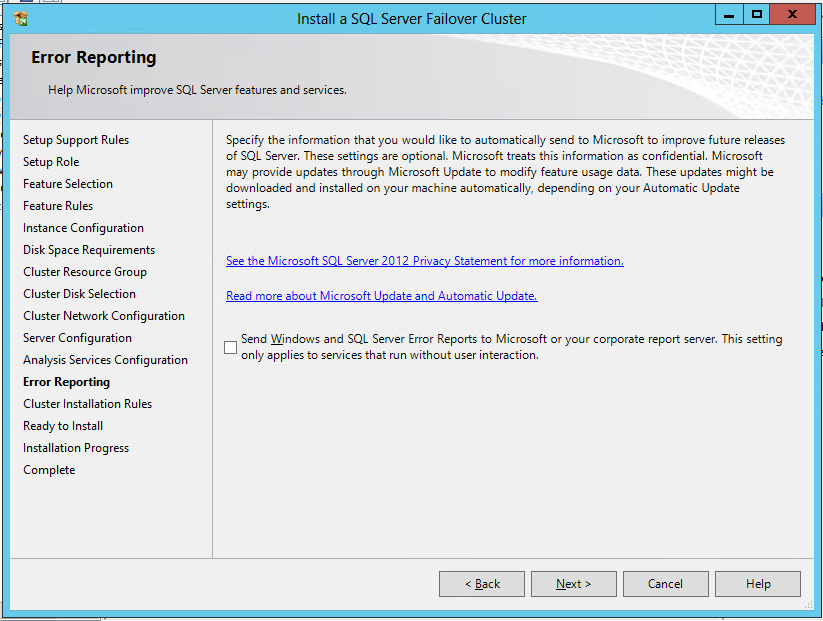 Install a SQL Server Failover Cluster
Error Reporting
Help Microsoft improve SQL Server features and services.
Setup Support Rules
Setup Role
Feature Selection
Feature Rules
Instance Configuration
Disk Space Requirements
Cluster Resource Group
Cluster Disk Selection
Cluster Network Configuration
Server Configuration
Analysis Services Configuration
Error Reporting
Cluster Installation Rules
Ready to Install
Installation Progress
Complete
Specify the information that you would like to automatically send to Microsoft to improve future releases
of SQL Server. These settings are optional. Microsoft treats this information as confidential. Microsoft
may provide updates through Microsoft Update to modify feature usage data. These updates might be
downloaded and installed on your machine automatically, depending on your Automatic Update
settings.
See the Microsoft SQL Server 2012 Privacy Statement for more information.
Read more about Microsoft Update and Automatic Update.
Send Windows and SQL Server Error Reports to Microsoft or your corporate report server. This setting
only applies to services that run without user interaction.
< Back
Next >
Cancel
Help